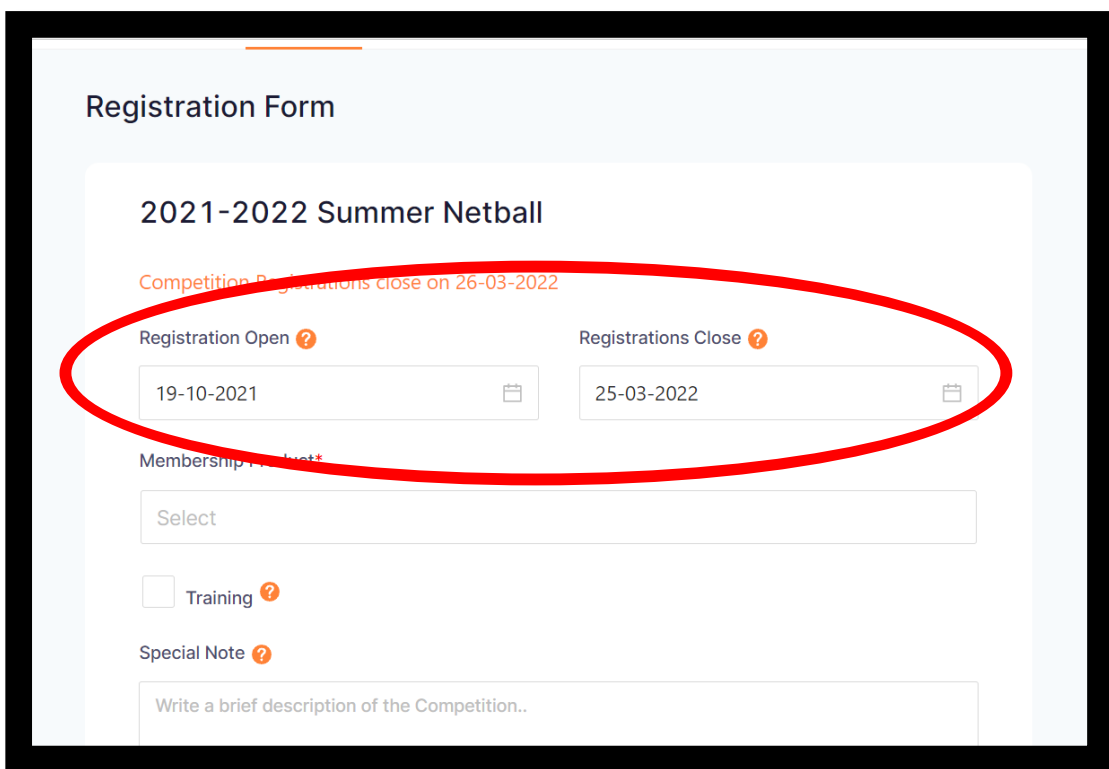 Registration Form
2021-2022 Summer Netball
Competition Registrations close on 26-03-2022
Registration Open ?
Registrations Close ?
19-10-2021
25-03-2022
Membership Product*
Select
Training ?
Special Note ?
Write a brief description of the Competition..